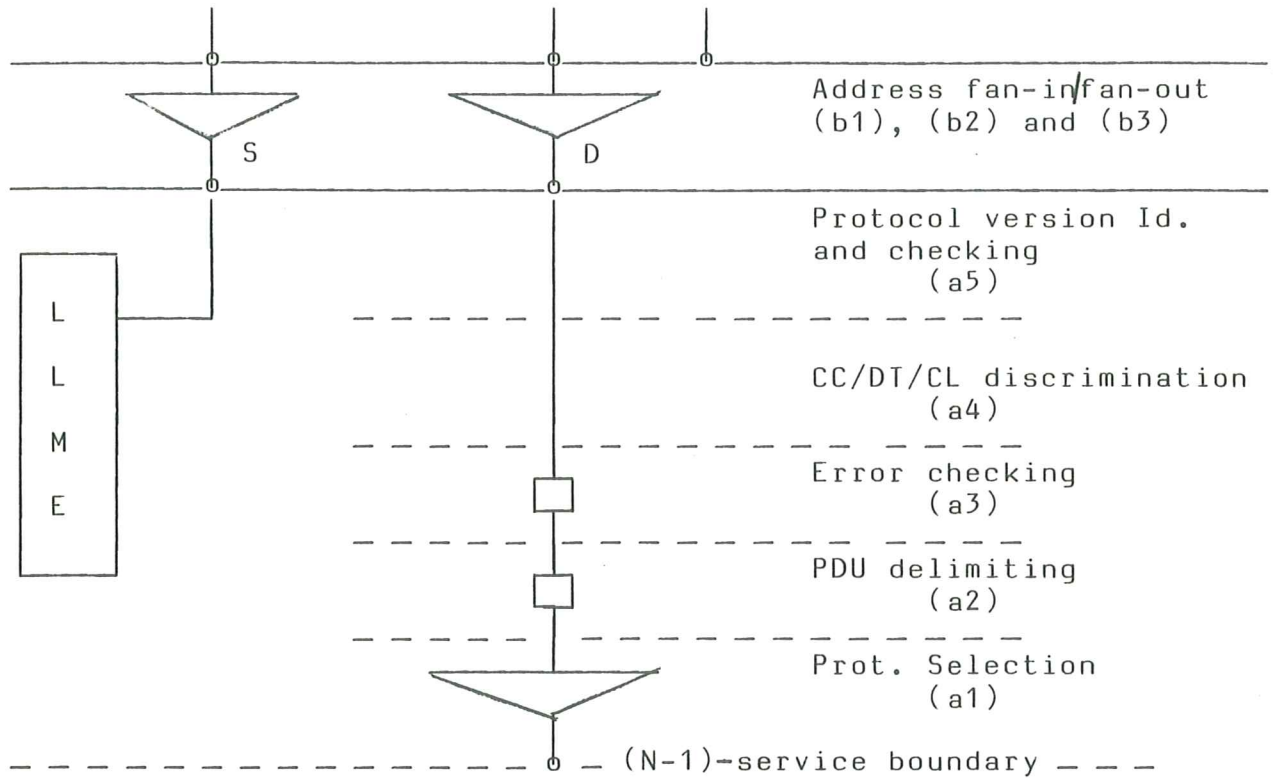 Address fan-in/fan-out
(b1), (b2) and (b3)
S
D
Protocol version Id.
and checking
(a5)
L
L
M
E
CC/DT/CL discrimination
(a4)
Error checking
(a3)
PDU delimiting
(a2)
Prot. Selection
(a1)
(N-1)-service boundary